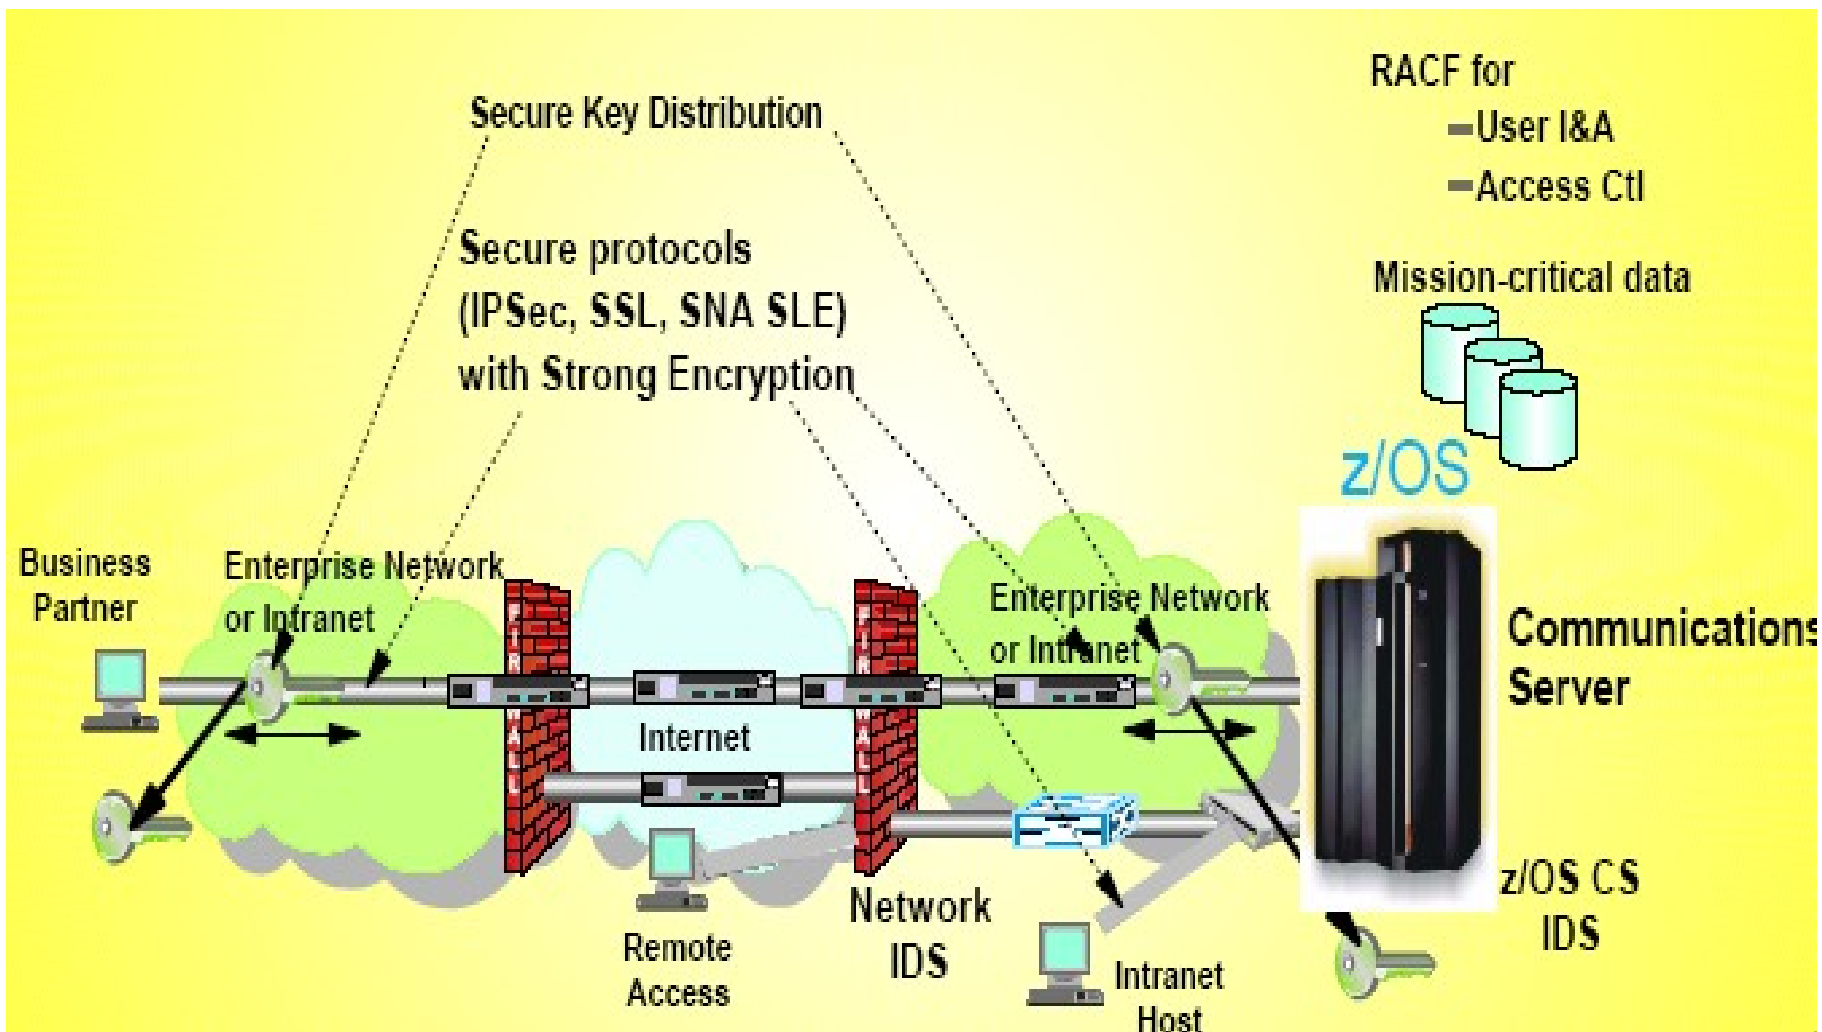 RACF for
User I&A
Access Ctl
Secure Key Distribution
Secure protocols
(IPSec, SSL, SNA SLE)
with Strong Encryption
Mission-critical data
z/OS
Business
Partner
Enterprise Network
or Intranet
FIREWALL
Internet
FIREWALL
Enterprise Network
or Intranet
Communications
Server
Remote
Access
Network
IDS
Intranet
Host
z/OS CS
IDS